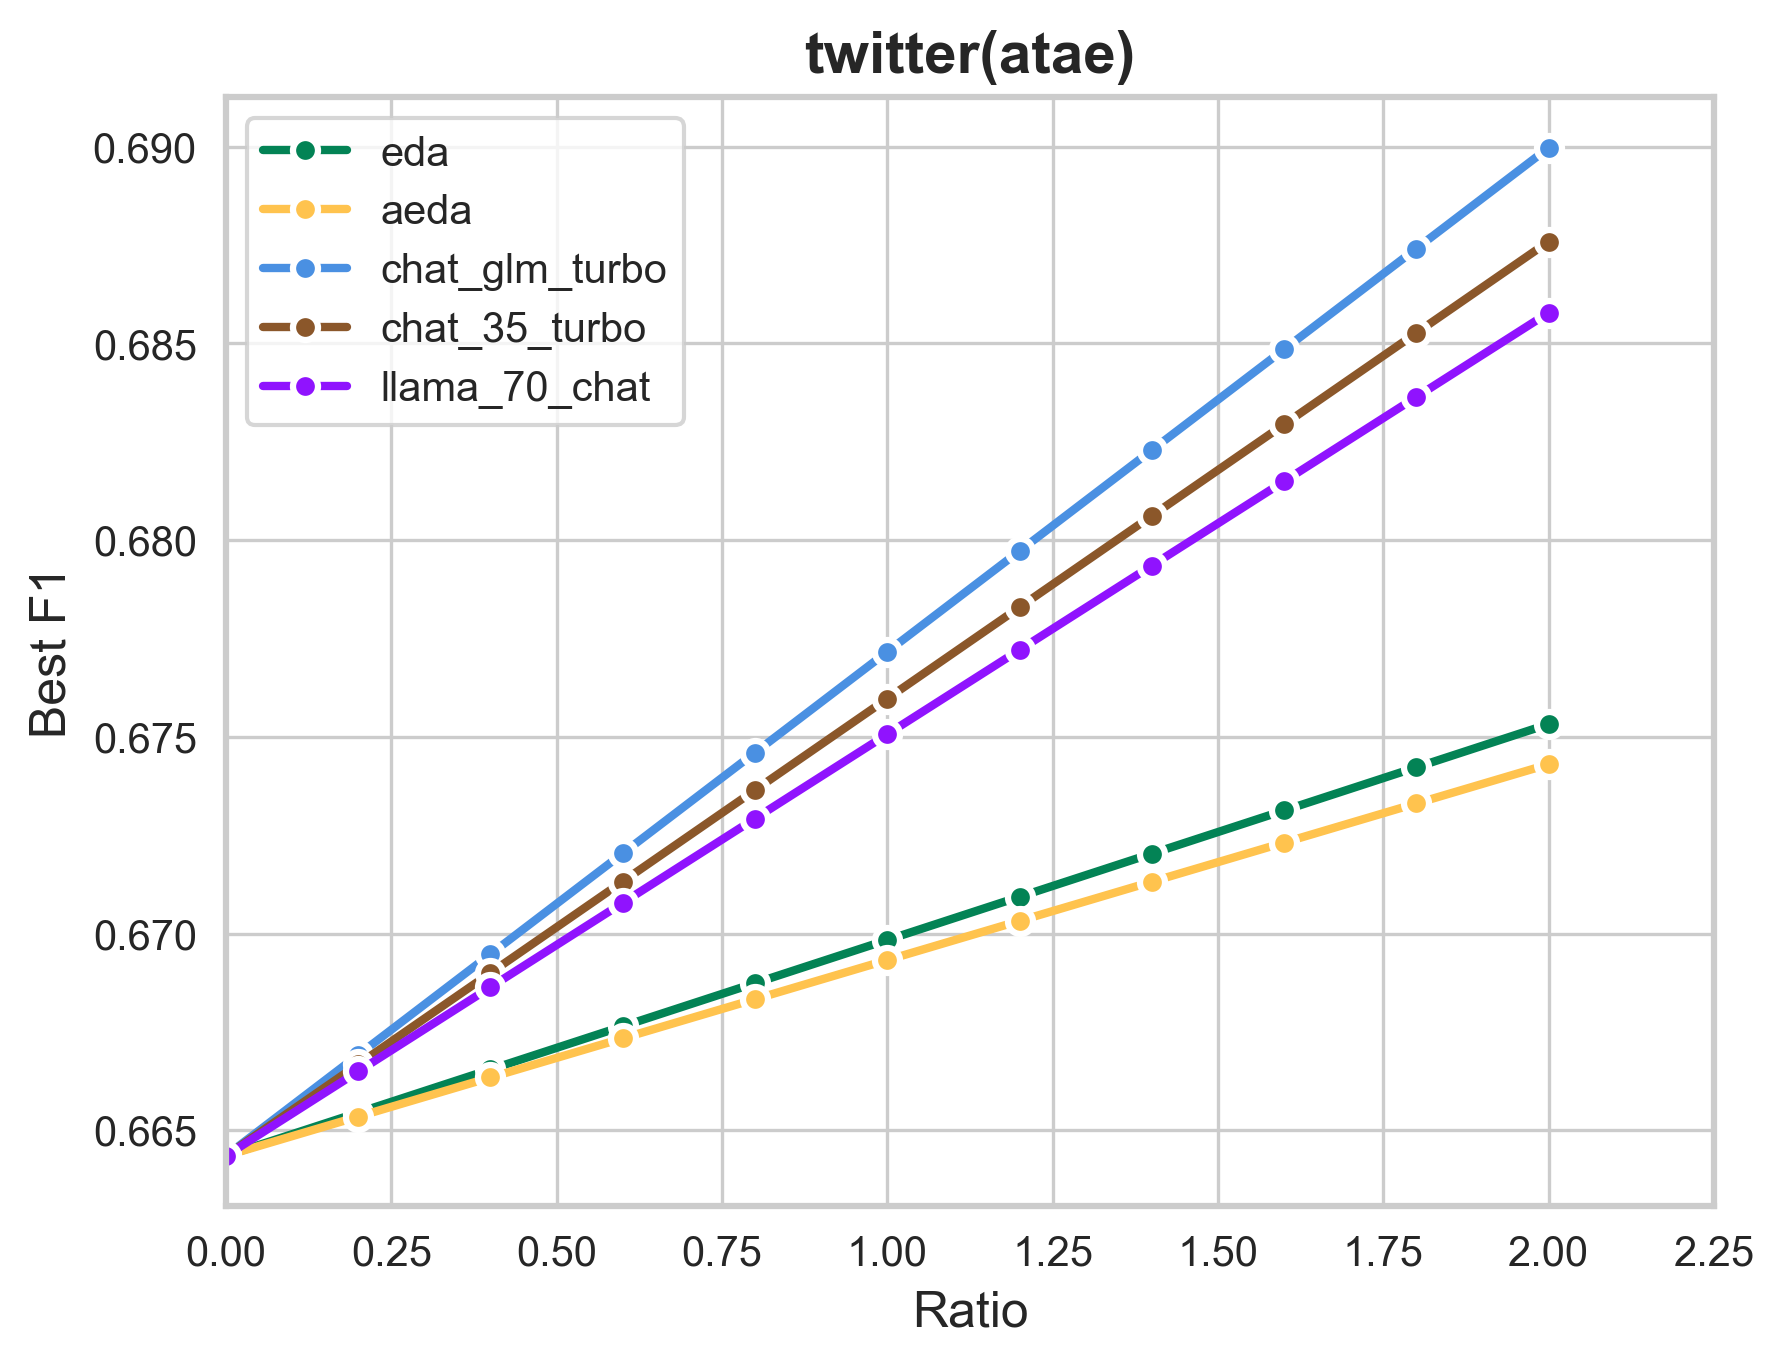 twitter(atae)
eda
aeda
chat_glm_turbo
chat_35_turbo
llama_70_chat
0.690
0.685
0.680
0.675
0.670
0.665
Best F1
0.00 0.25 0.50 0.75 1.00 1.25 1.50 1.75 2.00 2.25
Ratio